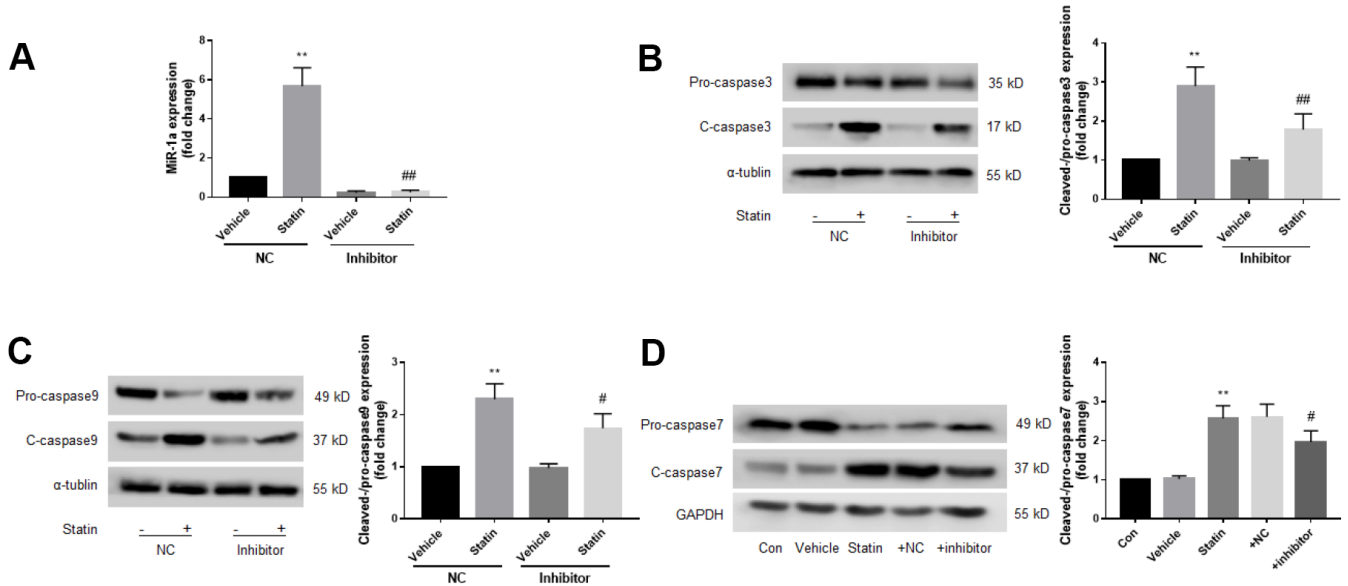 A
MiR-1a expression
(fold change)
8
6
4
2
0
**
##
Vehicle
Statin
Vehicle
Statin
NC
Inhibitor
B
Pro-caspase3
35 kD
C-caspase3
17 kD
α-tublin
55 kD
Statin
- + - +
NC
Inhibitor
Cleaved-/pro-caspase3 expression
(fold change)
4
3
2
1
0
**
##
Vehicle
Statin
Vehicle
Statin
NC
Inhibitor
C
Pro-caspase9
49 kD
C-caspase9
37 kD
α-tublin
55 kD
Statin
- + - +
NC
Inhibitor
Cleaved-/pro-caspase9 expression
(fold change)
3
2
1
0
**
#
Vehicle
Statin
Vehicle
Statin
NC
Inhibitor
D
Pro-caspase7
49 kD
C-caspase7
37 kD
GAPDH
55 kD
Con Vehicle Statin +NC +inhibitor
Cleaved-/pro-caspase7 expression
(fold change)
4
3
2
1
0
**
#
Con
Vehicle
Statin
+NC
+inhibitor